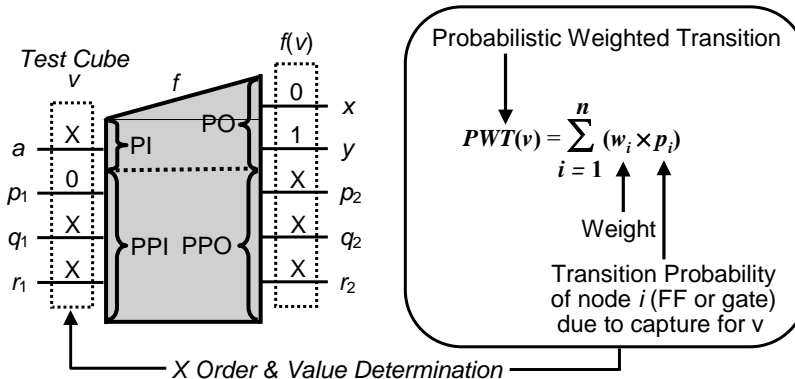 Test Cube
v
f
f(v)
a
X
PI
PO
0
x
1
y
p1
0
X
p2
q1
X
PPI
PPO
X
q2
r1
X
X
r2
X Order & Value Determination
Probabilistic Weighted Transition
PWT(v) = ∑ (wi × pi)
n
i = 1
Weight
Transition Probability
of node i (FF or gate)
due to capture for v